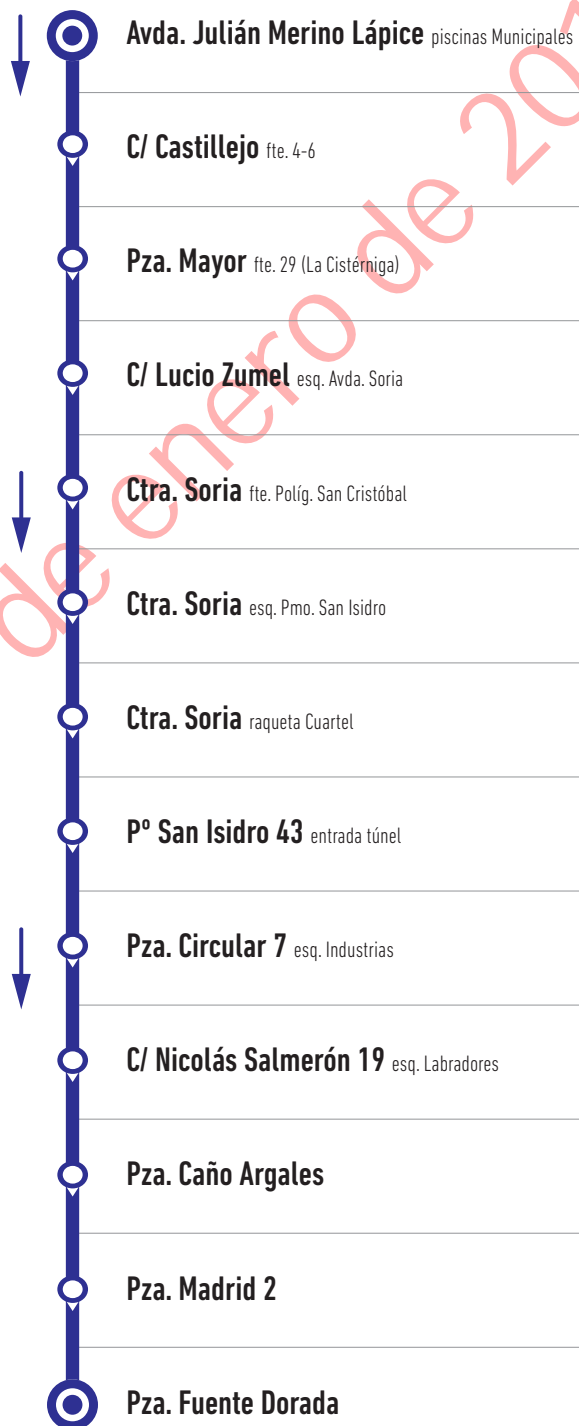 Avda. Julián Merino Lápice piscinas Municipales
C/ Castillejo fte. 4-6
Pza. Mayor fte. 29 (La Cistérniga)
C/ Lucio Zumel esq. Avda. Soria
Ctra. Soria fte. Políg. San Cristóbal
Ctra. Soria esq. Pmo. San Isidro
Ctra. Soria raqueta Cuartel
Pº San Isidro 43 entrada túnel
Pza. Circular 7 esq. Industrias
C/ Nicolás Salmerón 19 esq. Labradores
Pza. Caño Argales
Pza. Madrid 2
Pza. Fuente Dorada
de enero de